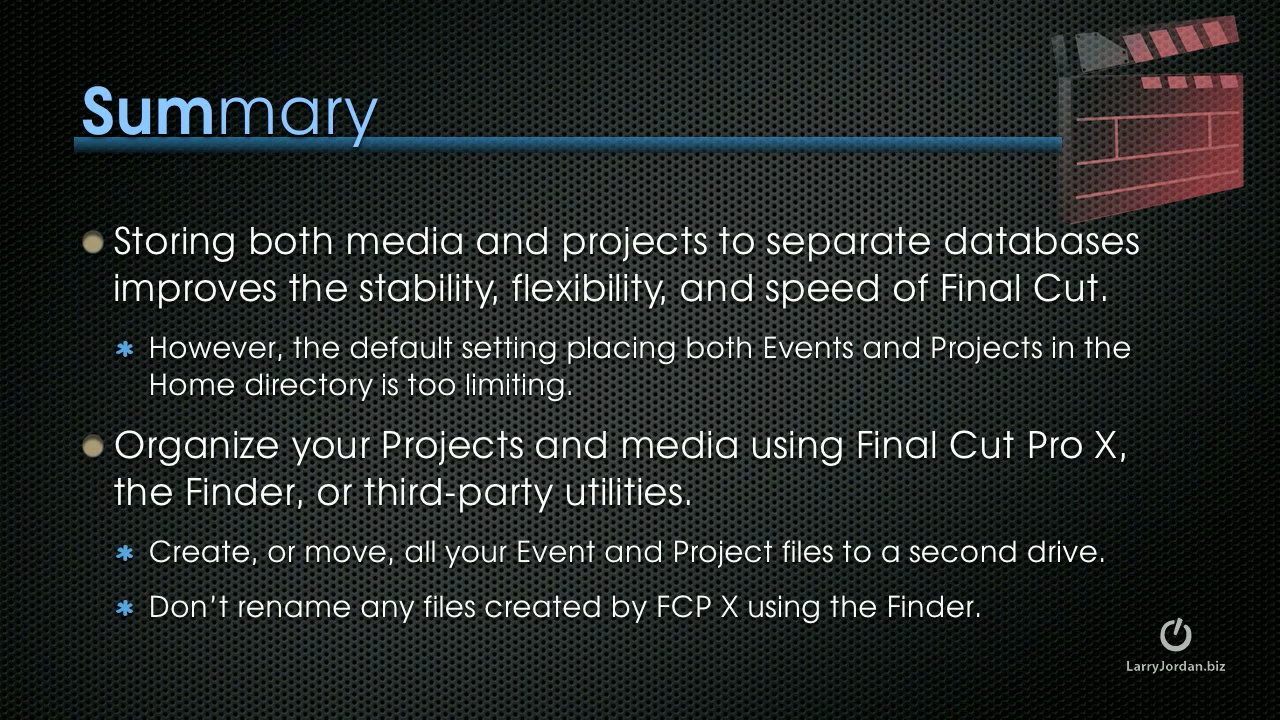 Summary
Storing both media and projects to separate databases
improves the stability, flexibility, and speed of Final Cut.
However, the default setting placing both Events and Projects in the
Home directory is too limiting.
Organize your Projects and media using Final Cut Pro X,
the Finder, or third-party utilities.
Create, or move, all your Event and Project files to a second drive.
Don't rename any files created by FCP X using the Finder.
LarryJordan.biz